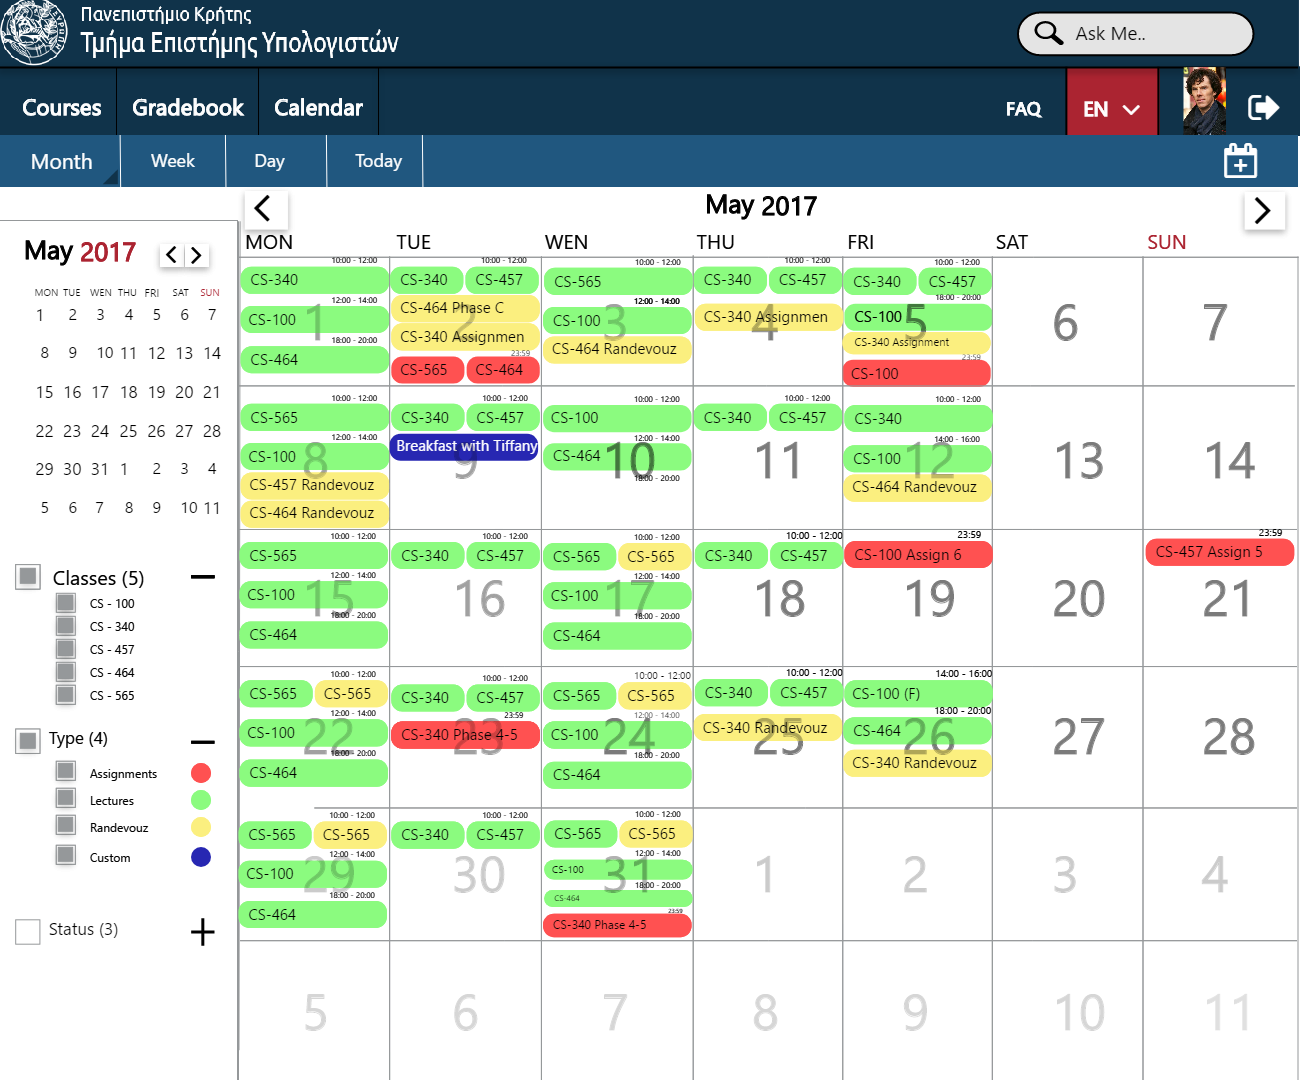 Πανεπιστήμιο Κρήτης
Τμήμα Επιστήμης Υπολογιστών
Ask Me..
Courses Gradebook Calendar
FAQ EN
Month Week Day Today
May 2017
MON TUE WEN THU FRI SAT SUN
May 2017
MON TUE WEN THU FRI SAT SUN
1 2 3 4 5 6 7
8 9 10 11 12 13 14
15 16 17 18 19 20 21
22 23 24 25 26 27 28
29 30 31 1 2 3 4
5 6 7 8 9 10 11
Classes (5)
CS - 100
CS - 340
CS - 457
CS - 464
CS - 565
Type (4)
Assignments
Lectures
Randevouz
Custom
Status (3)
1
10:00 - 12:00
CS-340
12:00 - 14:00
CS-100
18:00 - 20:00
CS-464
2
10:00 - 12:00
CS-340 CS-457
CS-464 Phase C
CS-340 Assignmen
23:59
CS-565 CS-464
3
10:00 - 12:00
CS-565
12:00 - 14:00
CS-100
CS-464 Randevouz
4
10:00 - 12:00
CS-340 CS-457
CS-340 Assignmen
5
10:00 - 12:00
CS-340 CS-457
18:00 - 20:00
CS-100
CS-340 Assignment
23:59
CS-100
6
7
8
10:00 - 12:00
CS-565
12:00 - 14:00
CS-100
CS-457 Randevouz
CS-464 Randevouz
9
10:00 - 12:00
CS-340 CS-457
Breakfast with Tiffany
10
10:00 - 12:00
CS-100
12:00 - 14:00
CS-464
18:00 - 20:00
11
10:00 - 12:00
CS-340 CS-457
12
10:00 - 12:00
CS-340
14:00 - 16:00
CS-100
CS-464 Randevouz
13
14
15
10:00 - 12:00
CS-565
12:00 - 14:00
CS-100
18:00 - 20:00
CS-464
16
10:00 - 12:00
CS-340 CS-457
17
10:00 - 12:00
CS-565 CS-565
12:00 - 14:00
CS-100
18:00 - 20:00
CS-464
18
10:00 - 12:00
CS-340 CS-457
19
23:59
CS-100 Assign 6
20
21
23:59
CS-457 Assign 5
22
10:00 - 12:00
CS-565 CS-565
12:00 - 14:00
CS-100
18:00 - 20:00
CS-464
23
10:00 - 12:00
CS-340 CS-457
23:59
CS-340 Phase 4-5
24
10:00 - 12:00
CS-565 CS-565
12:00 - 14:00
CS-100
18:00 - 20:00
CS-464
25
10:00 - 12:00
CS-340 CS-457
CS-340 Randevouz
26
14:00 - 16:00
CS-100 (F)
18:00 - 20:00
CS-464
CS-340 Randevouz
27
28
29
10:00 - 12:00
CS-565 CS-565
12:00 - 14:00
CS-100
18:00 - 20:00
CS-464
30
10:00 - 12:00
CS-340 CS-457
31
10:00 - 12:00
CS-565 CS-565
12:00 - 14:00
CS-100
18:00 - 20:00
CS-464
23:59
CS-340 Phase 4-5
1
2
3
4
5
6
7
8
9
10
11